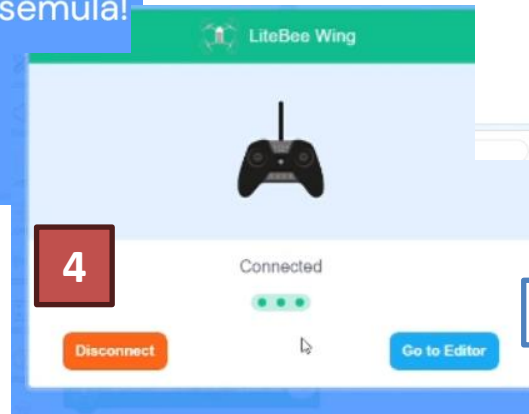 semula!
LiteBee Wing
4
Connected
Disconnect
Go to Editor